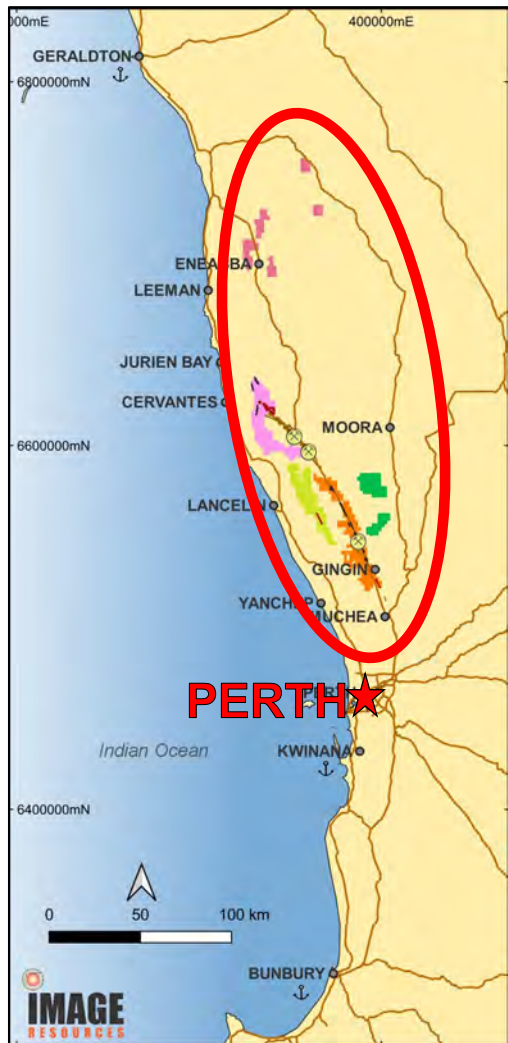 000mE
400000mE
GERALDTON
6800000mN
ENEABBA
LEEMAN
JURIEN BAY
CERVANTES
MOORA
6600000mN
LANCELIN
GINGIN
YANCHEP
MUCHEA
PERTH
Indian Ocean
KWINANA
6400000mN
0 50 100 km
BUNBURY
IMAGE
RESOURCES